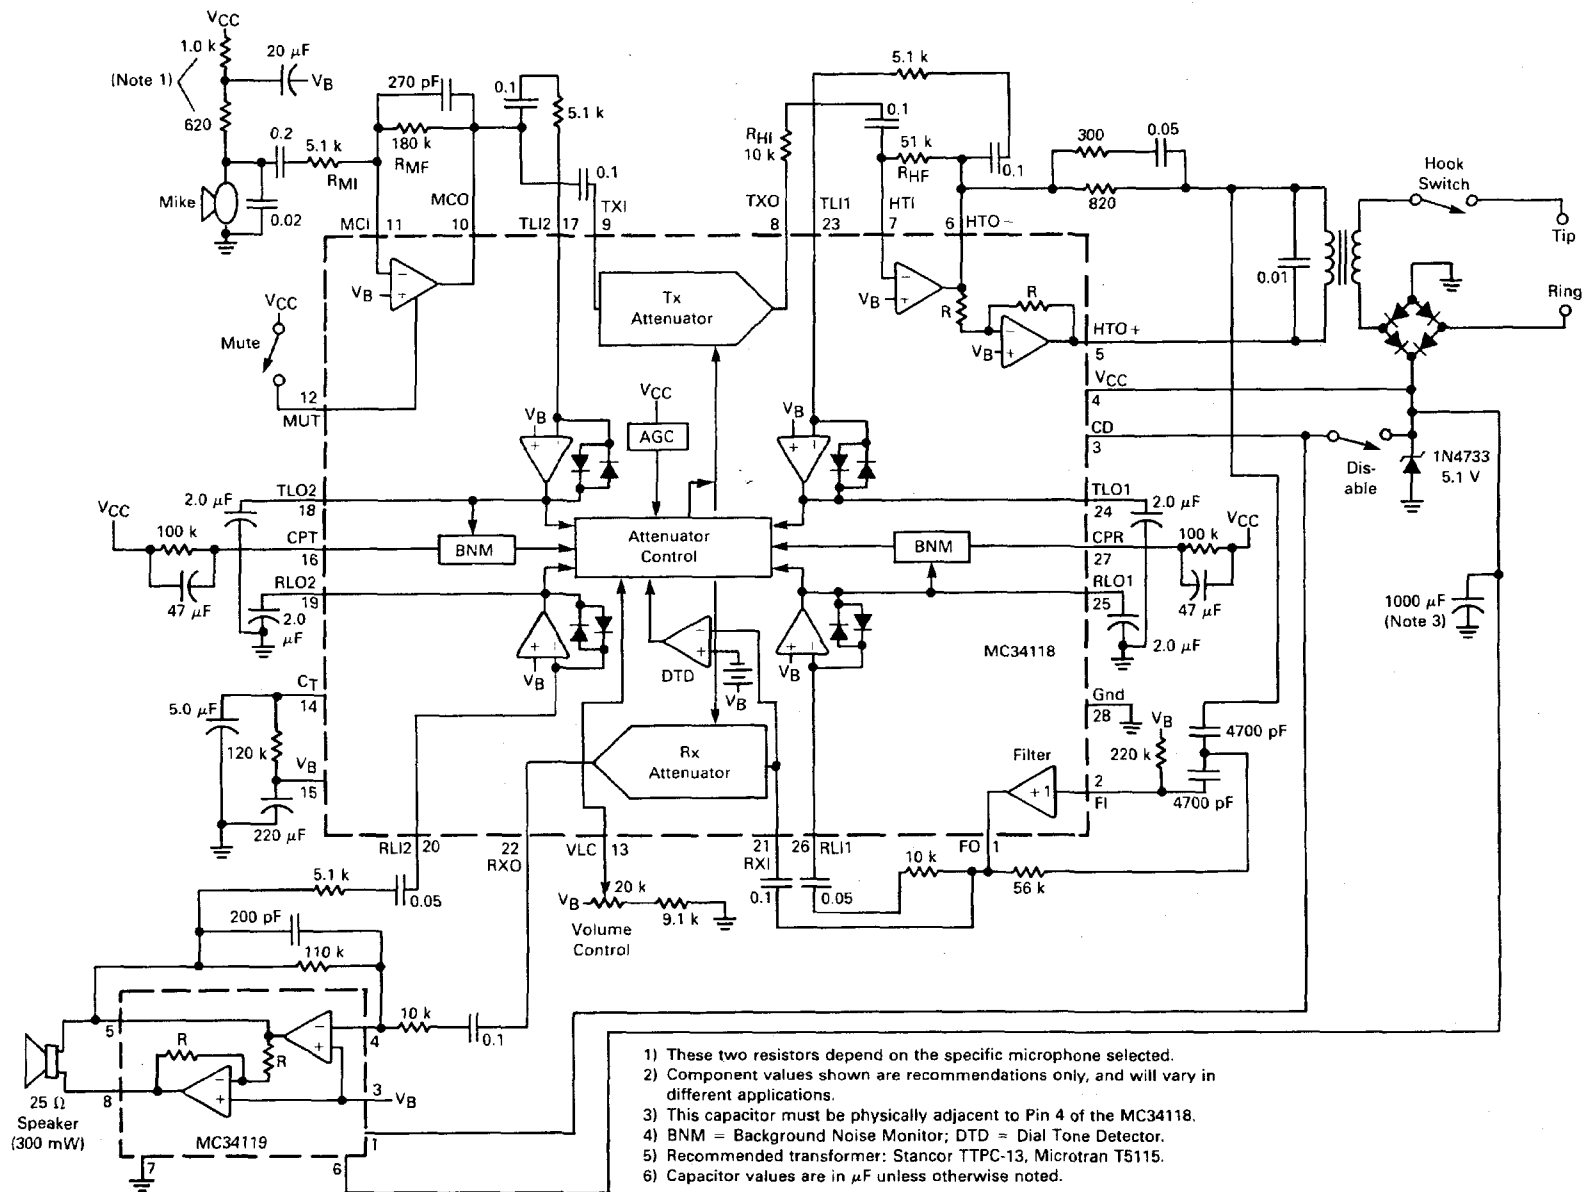 VCC
1.0 k
20 µF
(Note 1)
VB
620
0.2
5.1 k
RMI
Mike
0.02
270 pF
180 k
RMF
0.1
5.1 k
0.1
MCO
MCI
11
10
TLI2
17
TXI
9
5.1 k
0.1
RHI
10 k
51 k
RHF
0.1
TXO
8
TLI1
23
HTI
7
6
HTO−
300
0.05
820
Hook
Switch
Tip
0.01
Ring
VB
Tx
Attenuator
VB
R
R
VB
HTO+
5
VCC
Mute
12
MUT
VCC
4
CD
3
Dis-
able
1N4733
5.1 V
VB
VCC
AGC
VB
2.0 µF
TLO2
18
TLO1
24
2.0 µF
VCC
100 k
CPT
16
BNM
Attenuator
Control
BNM
CPR
27
100 k
VCC
47 µF
RLO2
19
2.0
µF
RLO1
25
47 µF
2.0 µF
1000 µF
(Note 3)
VB
DTD
VB
VB
MC34118
CT
14
5.0 µF
120 k
VB
15
220 µF
Rx
Attenuator
Gnd
28
VB
220 k
4700 pF
4700 pF
Filter
+1
2
FI
RLI2
20
22
RXO
VLC
13
21
RXI
26
RLI1
FO
1
5.1 k
0.05
VB
20 k
9.1 k
Volume
Control
0.1
0.05
10 k
56 k
200 pF
110 k
10 k
0.1
5
R
R
4
8
3
VB
25 Ω
Speaker
(300 mW)
MC34119
1
7
6
1) These two resistors depend on the specific microphone selected.
2) Component values shown are recommendations only, and will vary in
different applications.
3) This capacitor must be physically adjacent to Pin 4 of the MC34118.
4) BNM = Background Noise Monitor; DTD = Dial Tone Detector.
5) Recommended transformer: Stancor TTPC-13, Microtran T5115.
6) Capacitor values are in µF unless otherwise noted.